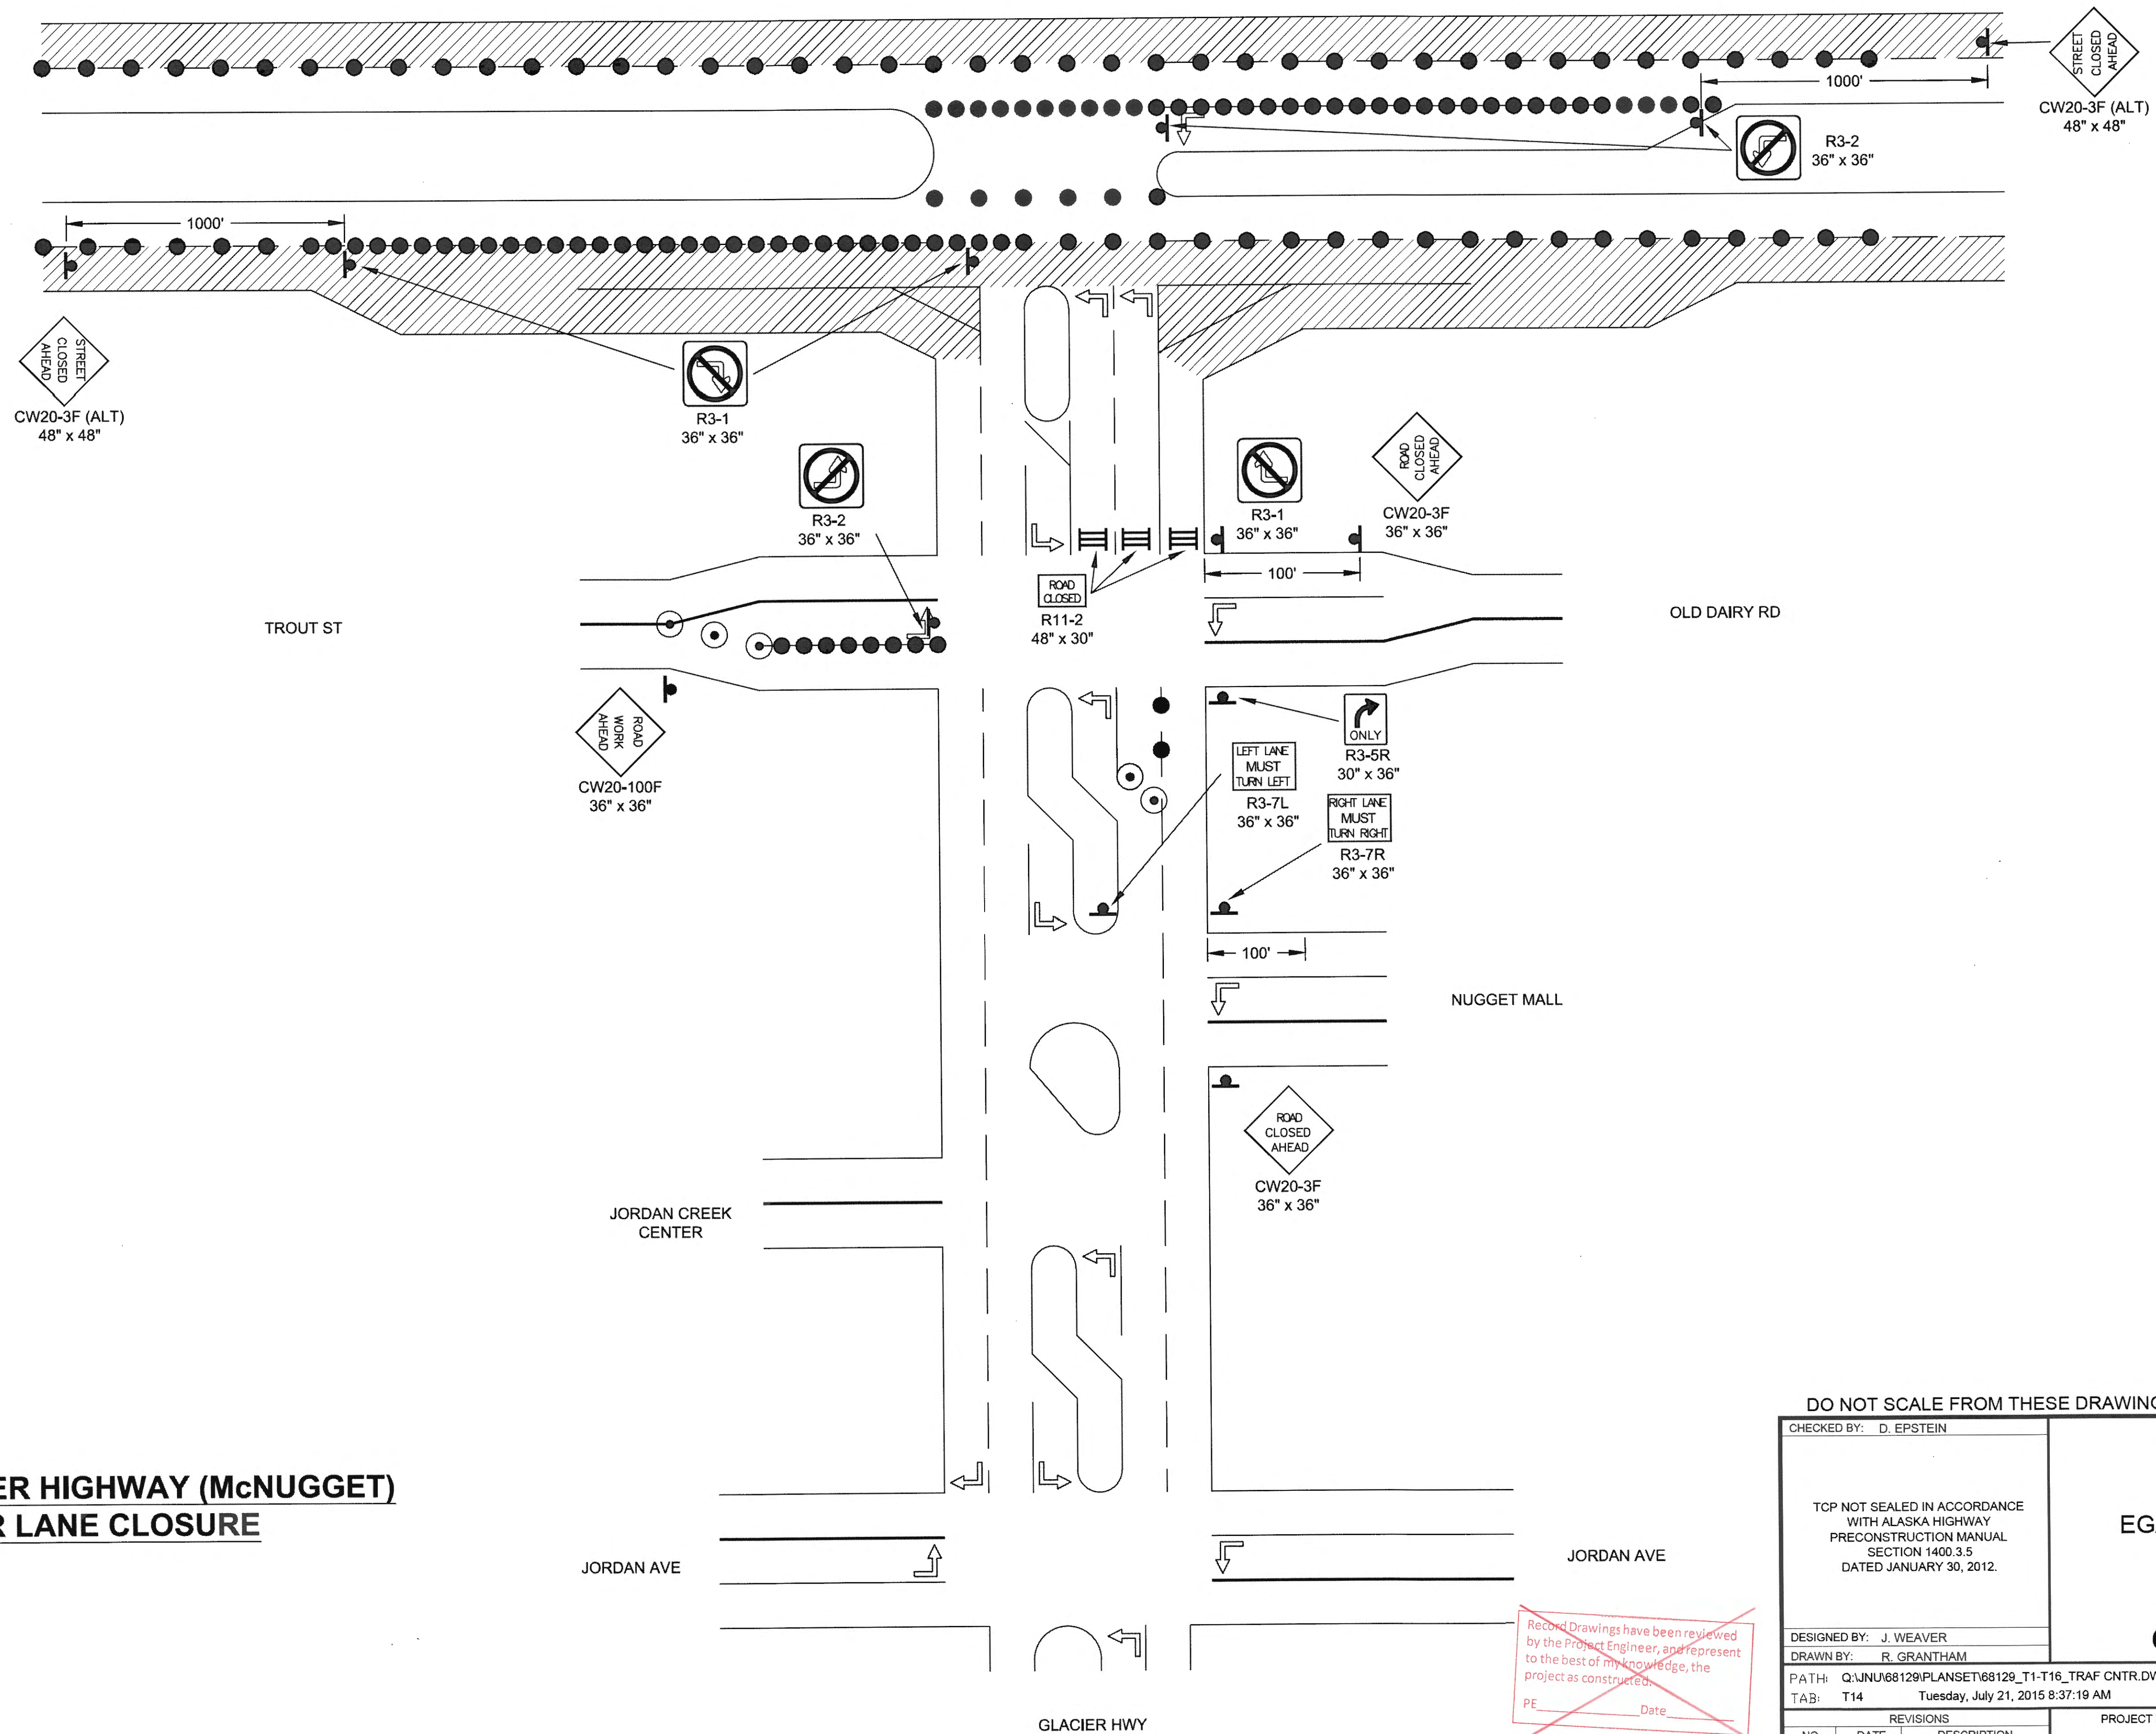 STREET
CLOSED
AHEAD
1000'
CW20-3F (ALT)
48" x 48"
R3-2
36" x 36"
1000'
STREET
CLOSED
AHEAD
CW20-3F (ALT)
48" x 48"
R3-1
36" x 36"
R3-2
36" x 36"
R3-1
36" x 36"
ROAD
CLOSED
AHEAD
CW20-3F
36" x 36"
ROAD
CLOSED
R11-2
48" x 30"
100'
TROUT ST
OLD DAIRY RD
ROAD
WORK
AHEAD
CW20-100F
36" x 36"
LEFT LANE
MUST
TURN LEFT
R3-7L
36" x 36"
ONLY
R3-5R
30" x 36"
RIGHT LANE
MUST
TURN RIGHT
R3-7R
36" x 36"
100'
NUGGET MALL
ROAD
CLOSED
AHEAD
CW20-3F
36" x 36"
JORDAN CREEK
CENTER
ER HIGHWAY (McNUGGET)
R LANE CLOSURE
JORDAN AVE
JORDAN AVE
GLACIER HWY
Record Drawings have been reviewed
by the Project Engineer, and represent
to the best of my knowledge, the
project as constructed.
PE Date
DO NOT SCALE FROM THESE DRAWING
CHECKED BY: D. EPSTEIN
TCP NOT SEALED IN ACCORDANCE
WITH ALASKA HIGHWAY
PRECONSTRUCTION MANUAL
SECTION 1400.3.5
DATED JANUARY 30, 2012.
EG
DESIGNED BY: J. WEAVER
DRAWN BY: R. GRANTHAM
PATH: Q:\JNU\68129\PLANSET\68129_T1-T16_TRAF CNTR.DW
TAB: T14 Tuesday, July 21, 2015 8:37:19 AM
REVISIONS PROJECT
NO. DATE DESCRIPTION